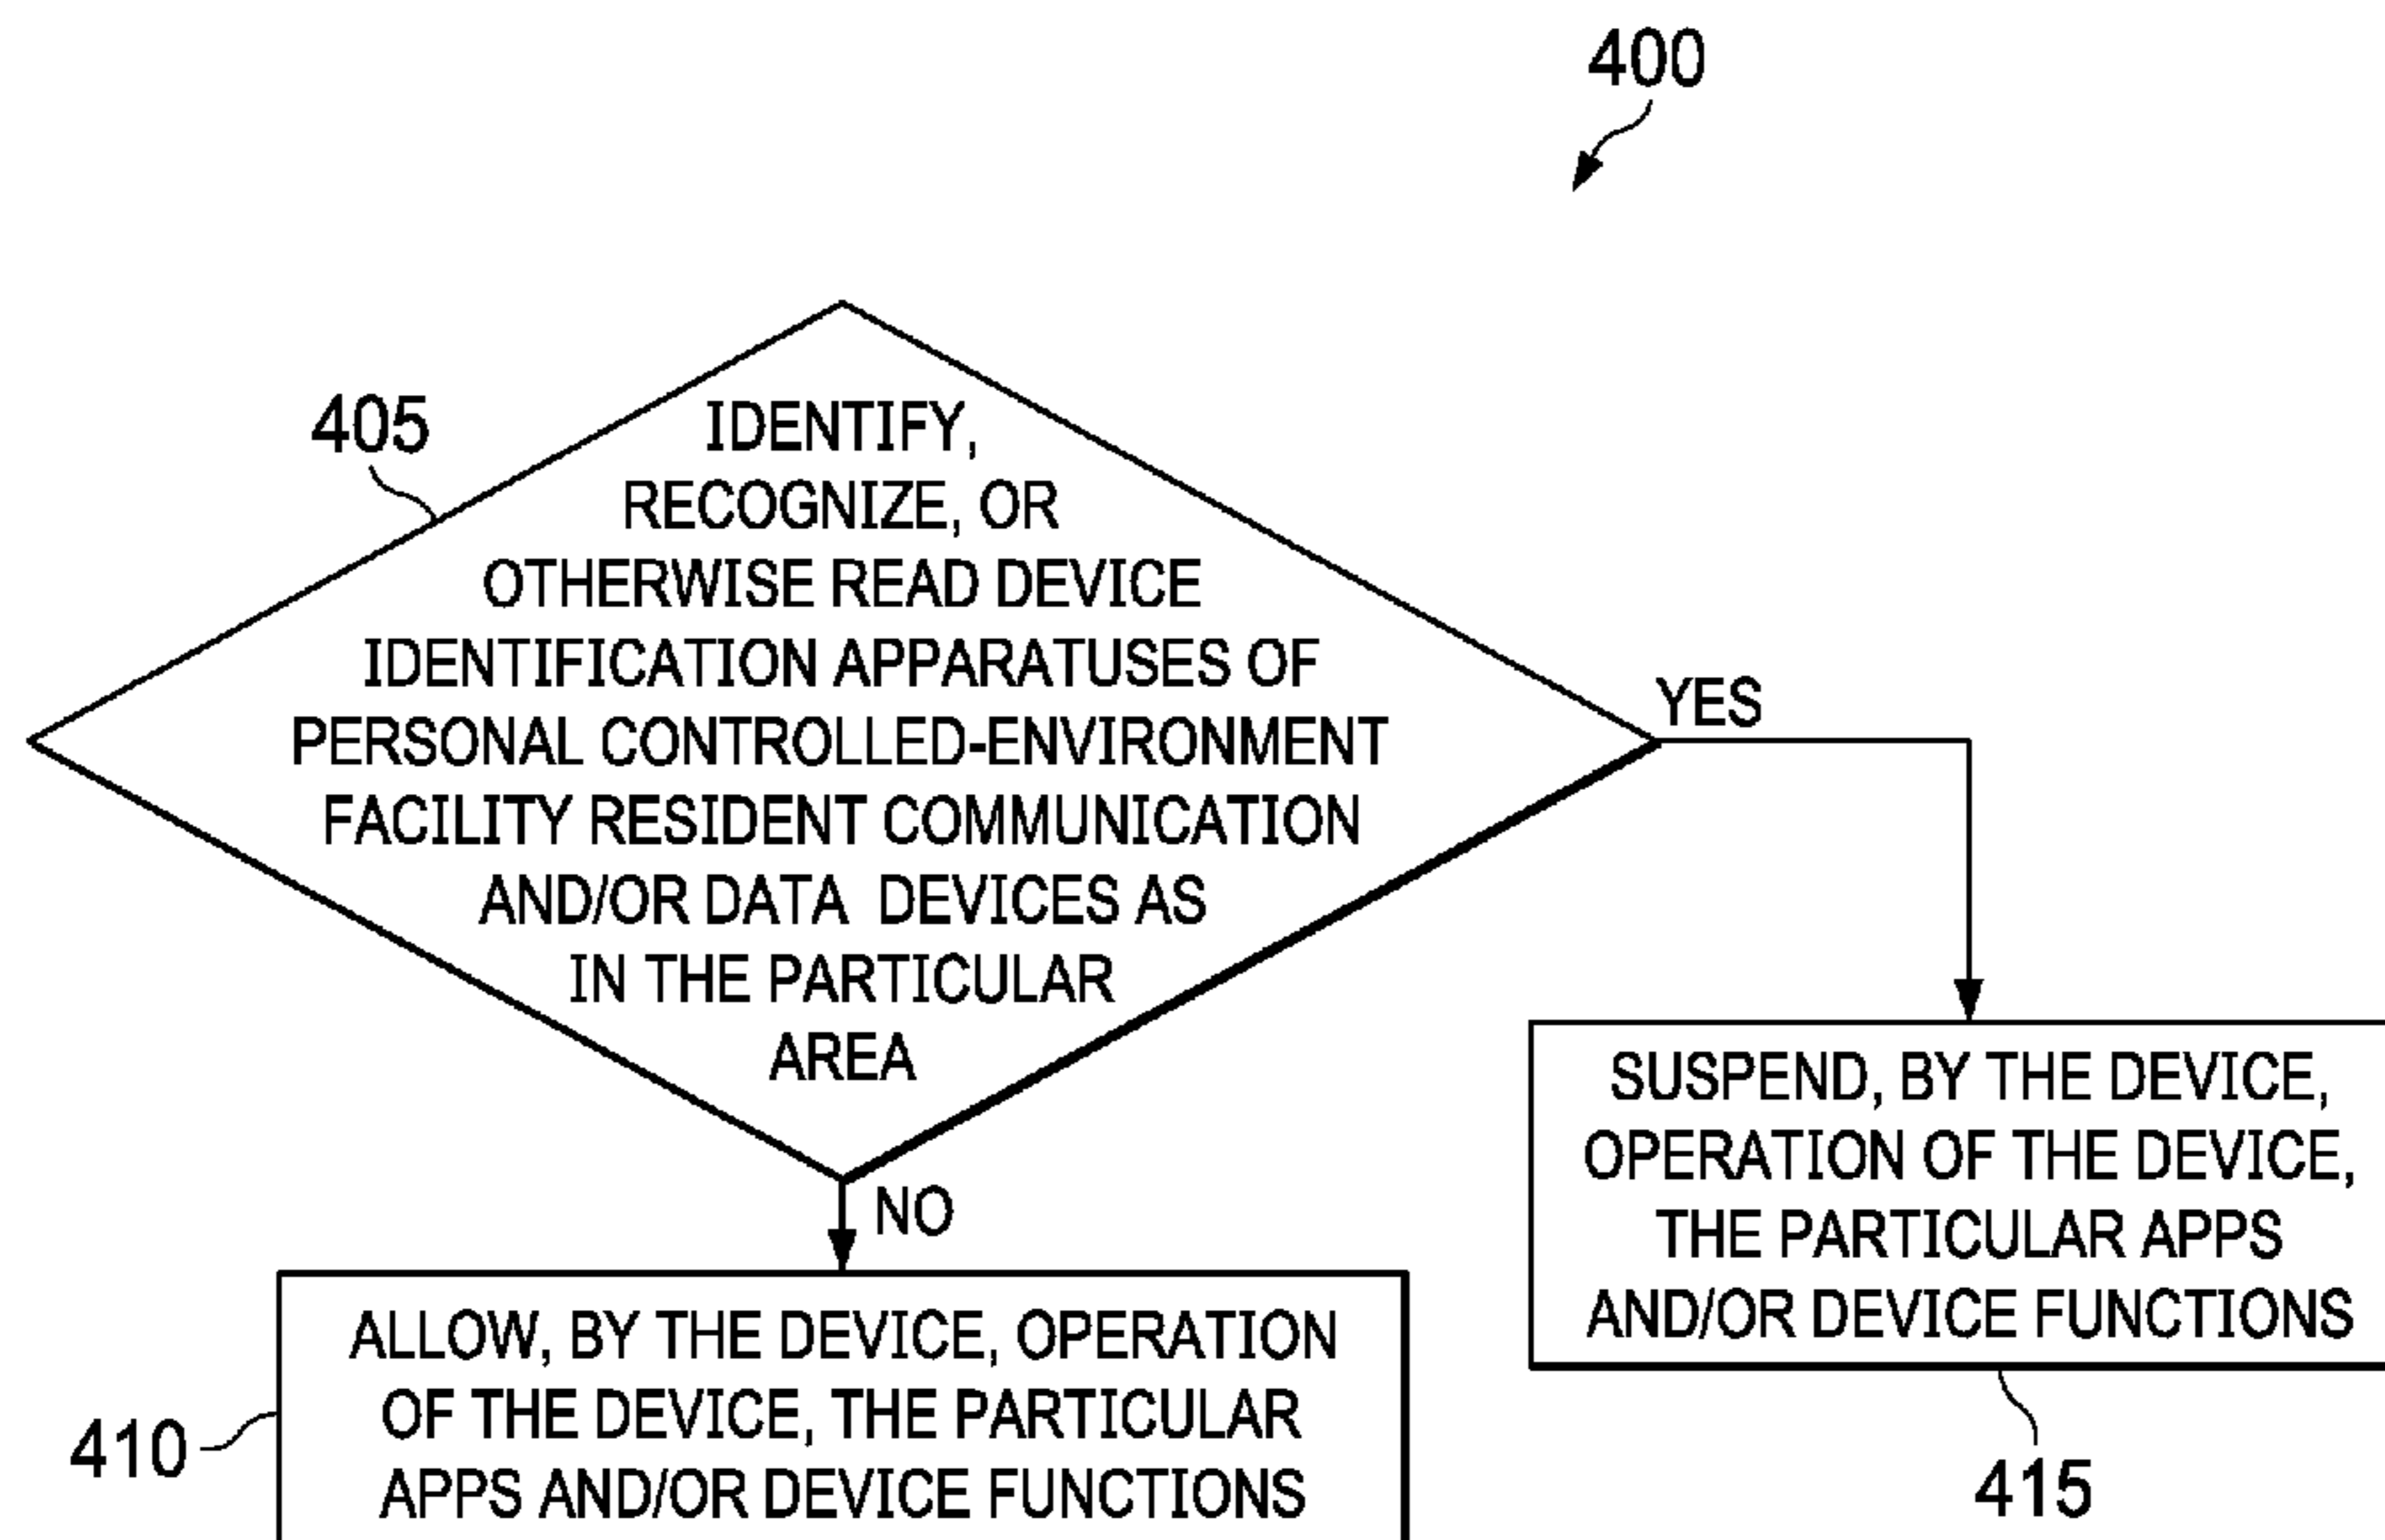 400
405
IDENTIFY,
RECOGNIZE, OR
OTHERWISE READ DEVICE
IDENTIFICATION APPARATUSES OF
PERSONAL CONTROLLED-ENVIRONMENT
FACILITY RESIDENT COMMUNICATION
AND/OR DATA DEVICES AS
IN THE PARTICULAR
AREA
YES
NO
SUSPEND, BY THE DEVICE,
OPERATION OF THE DEVICE,
THE PARTICULAR APPS
AND/OR DEVICE FUNCTIONS
415
ALLOW, BY THE DEVICE, OPERATION
OF THE DEVICE, THE PARTICULAR
APPS AND/OR DEVICE FUNCTIONS
410